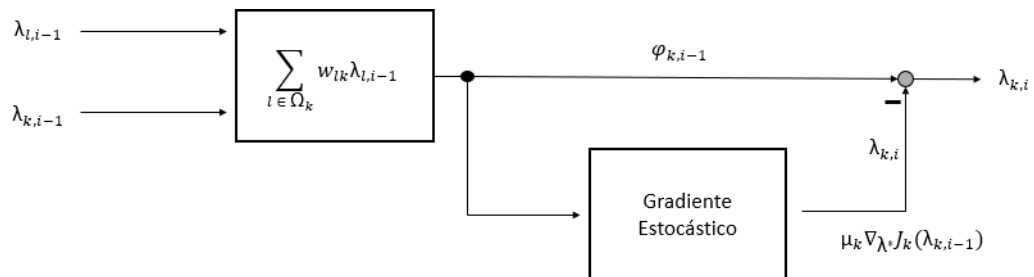 λ_{l,i−1}
λ_{k,i−1}
∑_{l ∈ Ω_k} w_{lk}λ_{l,i−1}
φ_{k,i−1}
λ_{k,i}
−
λ_{k,i}
Gradiente
Estocástico
μ_k∇_{λ*}J_k(λ_{k,i−1})